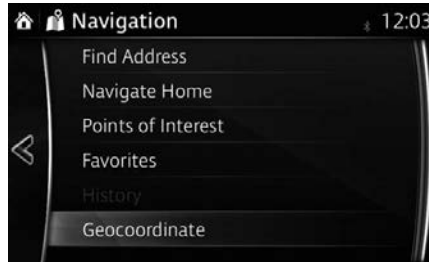 Navigation 12:03
Find Address
Navigate Home
Points of Interest
Favorites
History
Geocoordinate